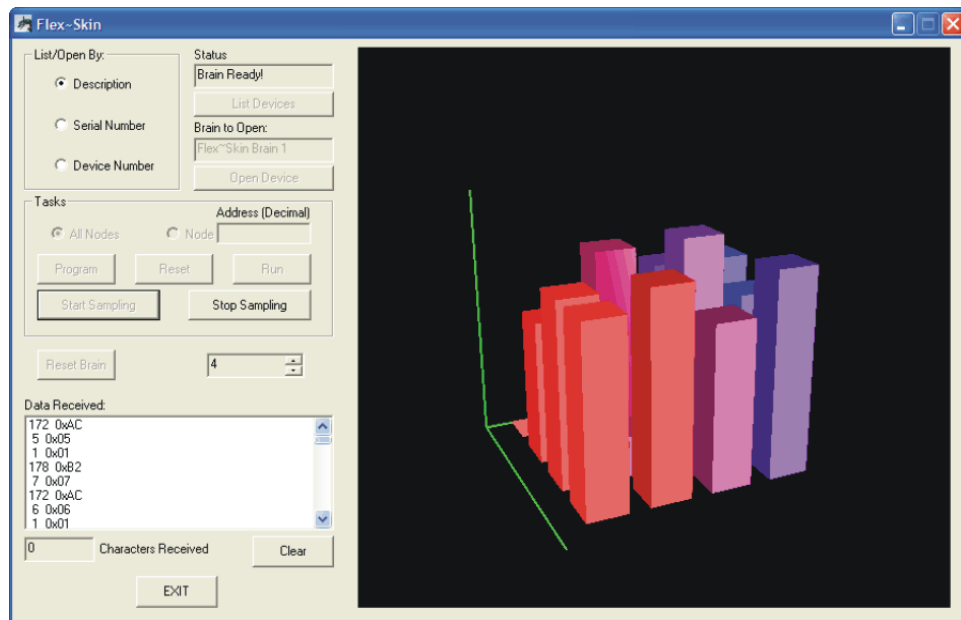 Flex~Skin
List/Open By:
Description
Serial Number
Device Number
Status
Brain Ready!
List Devices
Brain to Open:
Flex~Skin Brain 1
Open Device
Tasks
Address (Decimal)
All Nodes
Node
Program
Reset
Run
Start Sampling
Stop Sampling
Reset Brain
4
Data Received:
172 0xAC
5 0x05
1 0x01
178 0xB2
7 0x07
172 0xAC
6 0x06
1 0x01
0
Characters Received
Clear
EXIT